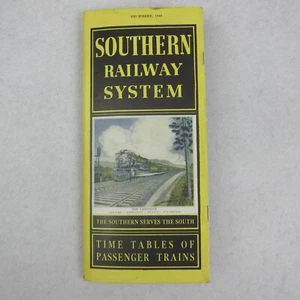 SOUTHERN
RAILWAY
SYSTEM
THE SOUTHERN SERVES THE SOUTH
TIME TABLES OF
PASSENGER TRAINS